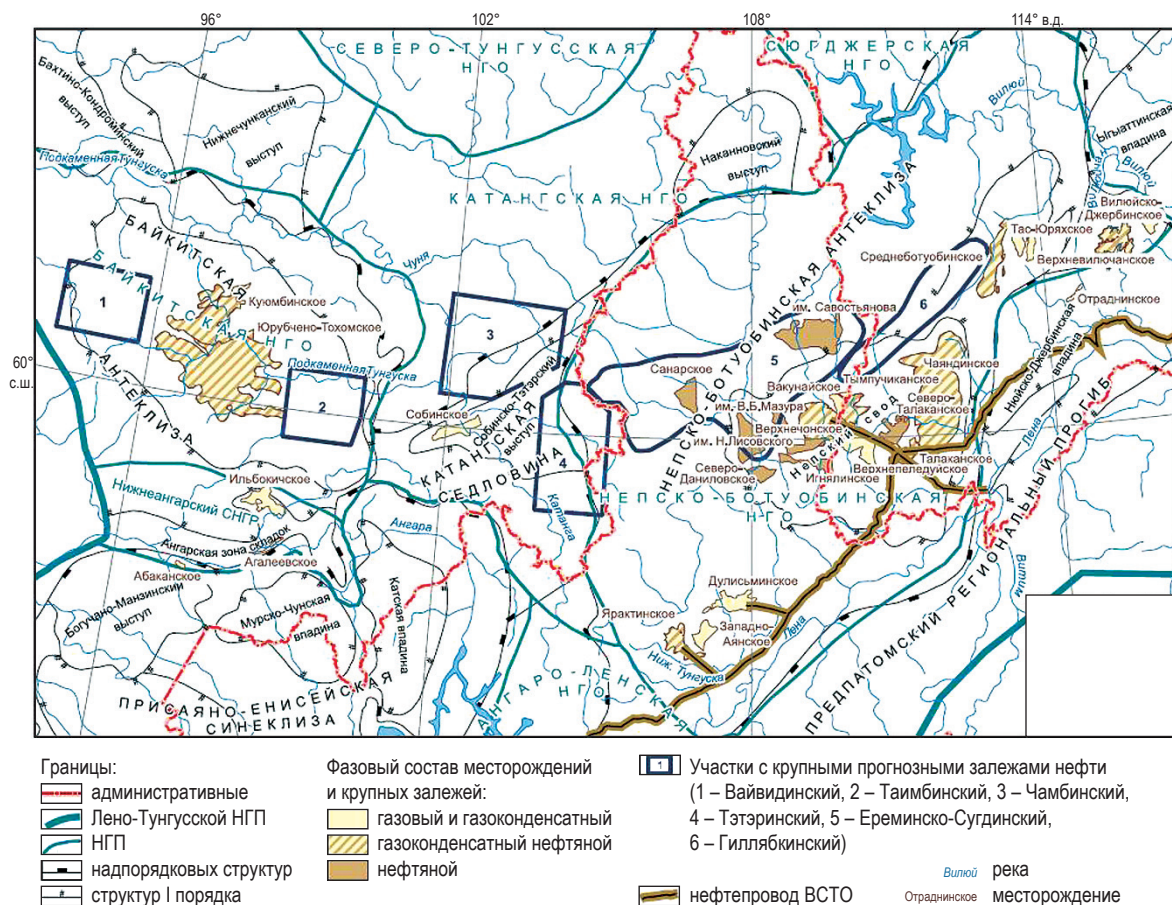 96°
102°
108°
114° в.д.
60°
с.ш.
СЕВЕРО-ТУНГУССКАЯ
НГО
СЮГДЖЕРСКАЯ
НГО
Бахтино-Кондроминский
выступ
Нижнечунканский
выступ
Подкаменная Тунгуска
Вилюй
Ыгыаттинская
впадина
Вилючан
Вилюй
Наканновский
выступ
КАТАНГСКАЯ НГО
Чуня
БАЙКИТСКАЯ
АНТЕКЛИЗА
БАЙКИТСКАЯ НГО
Куюмбинское
Юрубчено-Тохомское
Подкаменная Тунгуска
1
2
3
4
5
6
Вилюйско-
Джербинское
Тас-Юряхское
Верхневилючанское
Среднеботуобинское
Отраднинское
им. Савостьянова
НЕПСКО-БОТУОБИНСКАЯ АНТЕКЛИЗА
Санарское
Чаяндинское
Вакунайское
Тымпучиканское
Северо-
Талаканское
им. В.Б.Мазура
Верхнечонское
им. Н.Лисовского
Непский свод
Северо-
Даниловское
Игнялинское
Талаканское
Верхнепеледуйское
Нюйско-Джербинская
впадина
Лена
Собинское
Собинско-Тэтэрский
выступ
КАТАНГСКАЯ
СЕДЛОВИНА
Катанга
НЕПСКО-БОТУОБИНСКАЯ
НГО
Ильбокичское
Нижнеангарский СНГР
Ангара
Ангарская зона складок
Агалеевское
Абаканское
Богучано-Манзинский
выступ
Мурско-Чунская
впадина
Катская впадина
Дулисьминское
Ярактинское
Западно-
Аянское
Лена
Ниж. Тунгуска
Витим
ПРЕДПАТОМСКИЙ РЕГИОНАЛЬНЫЙ ПРОГИБ
ПРИСАЯНО-ЕНИСЕЙСКАЯ
СИНЕКЛИЗА
АНГАРО-ЛЕНСКАЯ
НГО
Границы:
административные
Лено-Тунгусской НГП
НГП
надпорядковых структур
структур I порядка
Фазовый состав месторождений
и крупных залежей:
газовый и газоконденсатный
газоконденсатный нефтяной
нефтяной
1
Участки с крупными прогнозными залежами нефти
(1 – Вайвидинский, 2 – Таимбинский, 3 – Чамбинский,
4 – Тэтэринский, 5 – Ереминско-Сугдинский,
6 – Гиллябкинский)
нефтепровод ВСТО
Вилюй река
Отраднинское месторождение